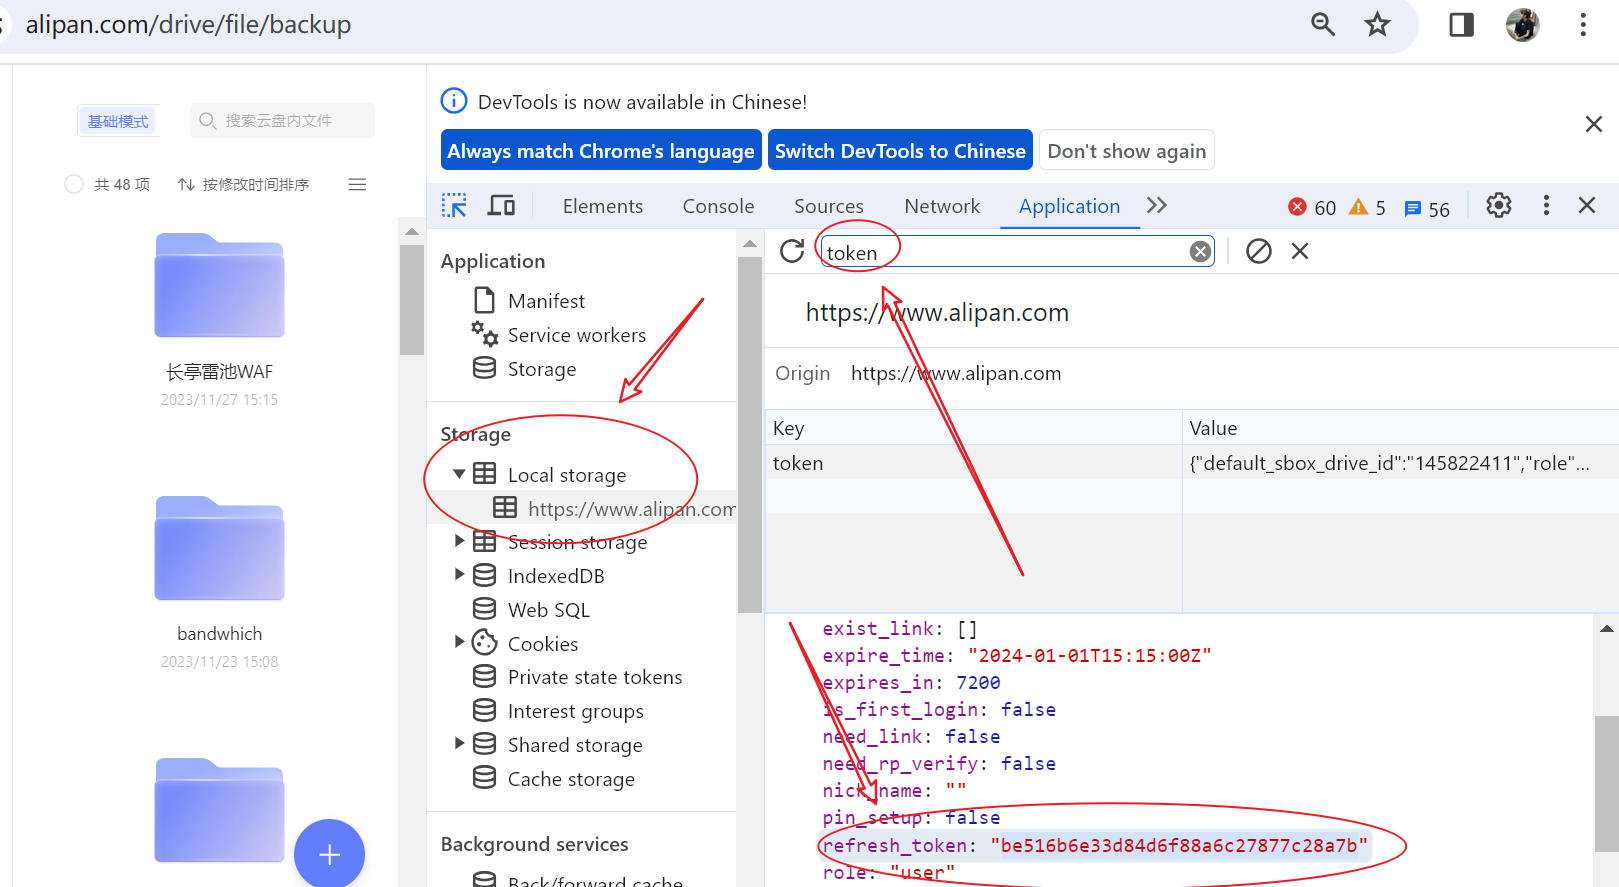 alipan.com/drive/file/backup
基础模式
搜索云盘内文件
共 48 项
按修改时间排序
长亭雷池WAF
2023/11/27 15:15
bandwhich
2023/11/23 15:08
DevTools is now available in Chinese!
Always match Chrome's language
Switch DevTools to Chinese
Don't show again
Elements
Console
Sources
Network
Application
60
5
56
Application
Manifest
Service workers
Storage
Storage
Local storage
https://www.alipan.com
Session storage
IndexedDB
Web SQL
Cookies
Private state tokens
Interest groups
Shared storage
Cache storage
Background services
Back/forward cache
token
https://www.alipan.com
Origin https://www.alipan.com
Key Value
token {"default_sbox_drive_id":"145822411","role"...
exist_link: []
expire_time: "2024-01-01T15:15:00Z"
expires_in: 7200
is_first_login: false
need_link: false
need_rp_verify: false
nick_name: ""
pin_setup: false
refresh_token: "be516b6e33d84d6f88a6c27877c28a7b"
role: "user"